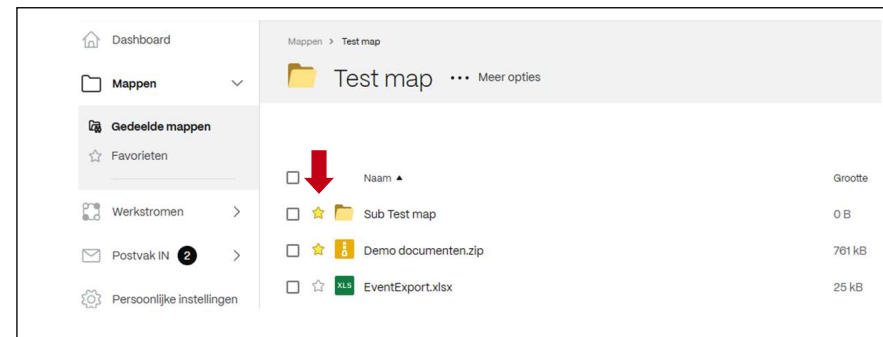 Dashboard
Mappen
Gedeelde mappen
Favorieten
Werkstromen
Postvak IN 2
Persoonlijke instellingen
Mappen > Test map
Test map ••• Meer opties
Naam ▲ Grootte
Sub Test map 0 B
Demo documenten.zip 761 kB
XLS EventExport.xlsx 25 kB